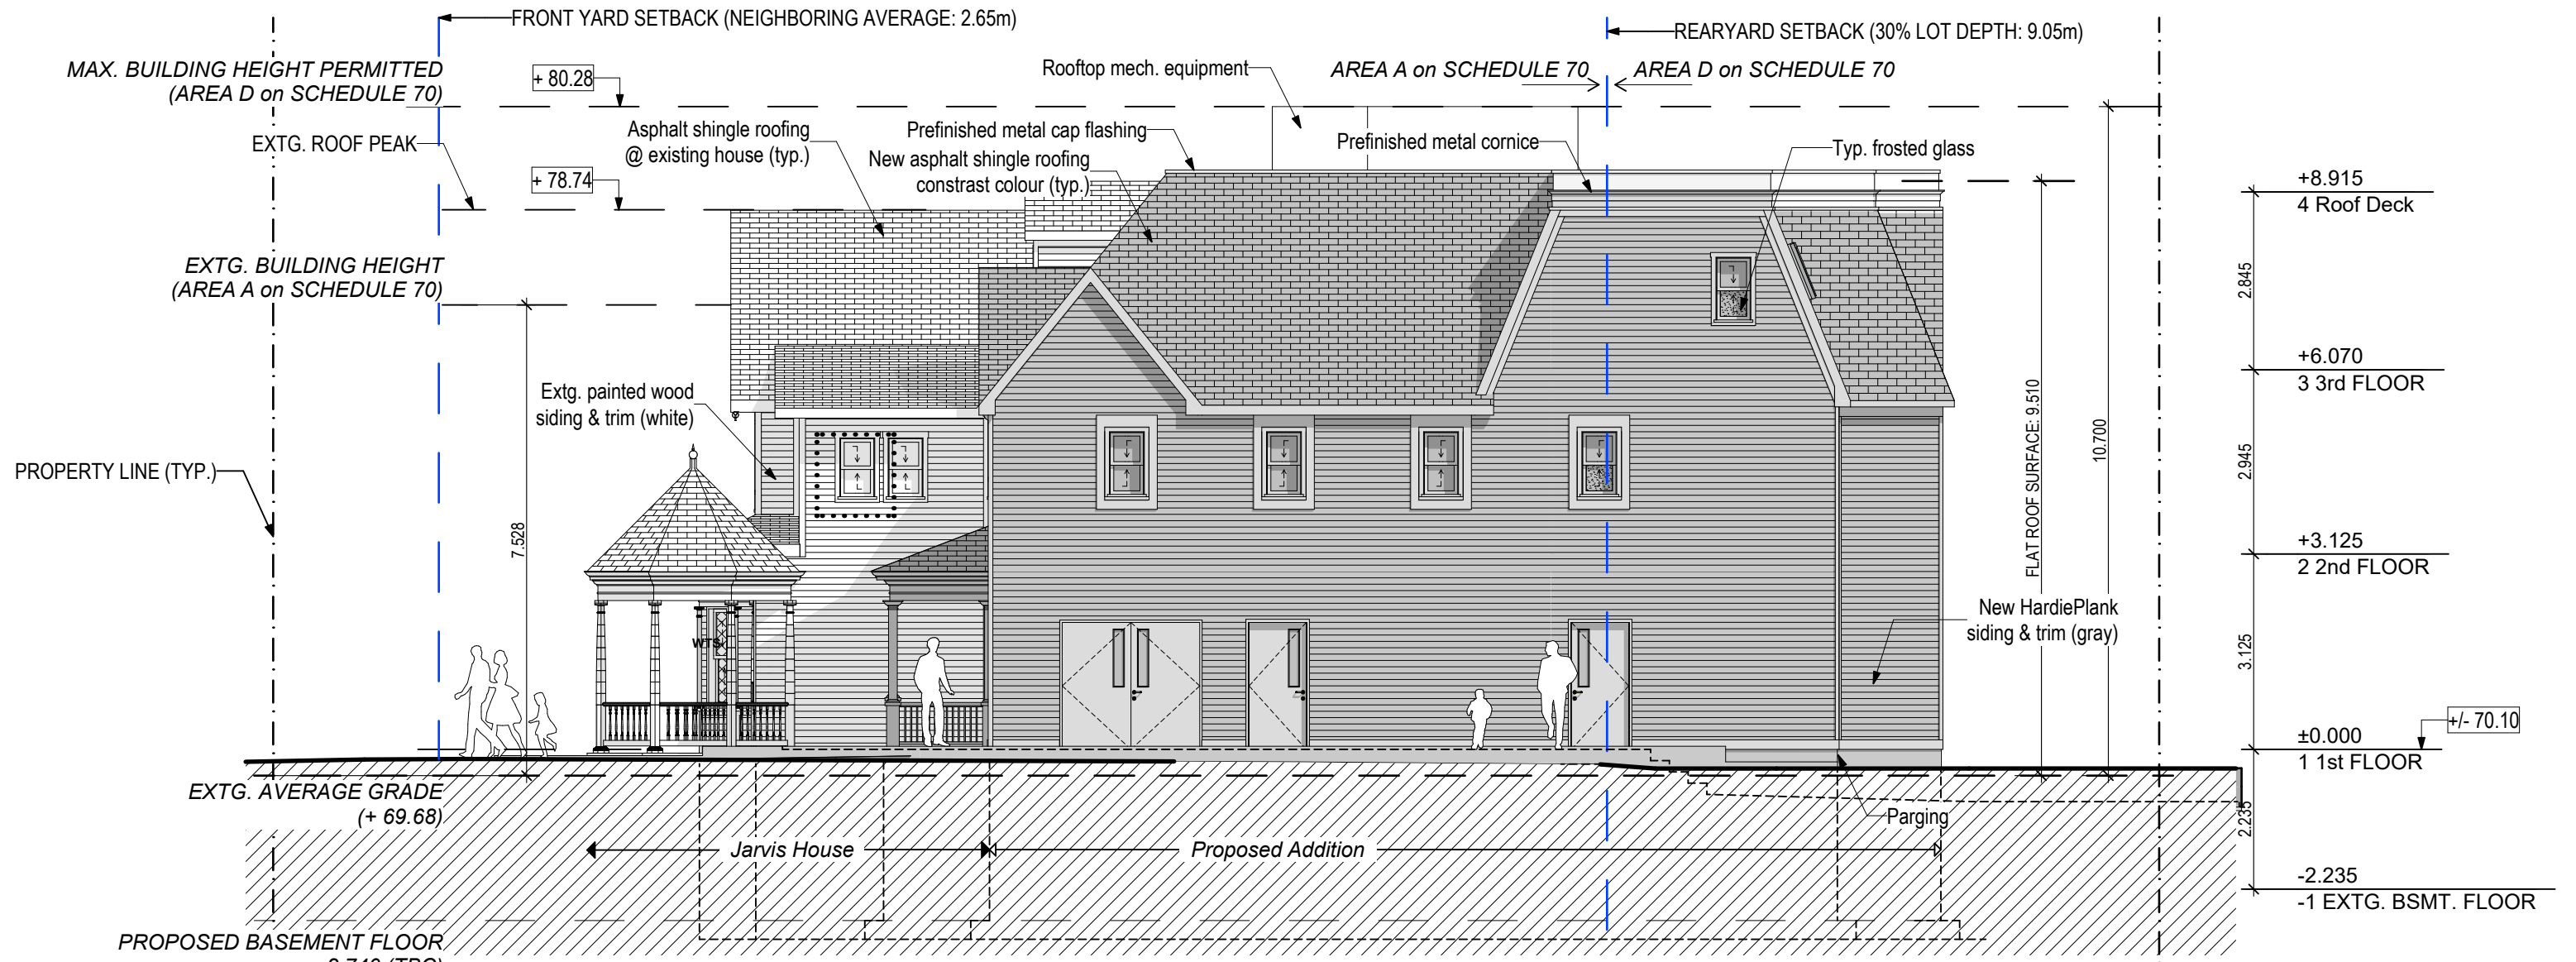 FRONT YARD SETBACK (NEIGHBORING AVERAGE: 2.65m)
REARYARD SETBACK (30% LOT DEPTH: 9.05m)
MAX. BUILDING HEIGHT PERMITTED
(AREA D on SCHEDULE 70)
+ 80.28
Rooftop mech. equipment
AREA A on SCHEDULE 70
AREA D on SCHEDULE 70
EXTG. ROOF PEAK
Asphalt shingle roofing
@ existing house (typ.)
Prefinished metal cap flashing
New asphalt shingle roofing
constrast colour (typ.)
Prefinished metal cornice
Typ. frosted glass
+ 78.74
+8.915
4 Roof Deck
EXTG. BUILDING HEIGHT
(AREA A on SCHEDULE 70)
2.845
+6.070
3 3rd FLOOR
Extg. painted wood
siding & trim (white)
PROPERTY LINE (TYP.)
7.528
FLAT ROOF SURFACE: 9.510
10.700
2.945
+3.125
2 2nd FLOOR
New HardiePlank
siding & trim (gray)
WTS
3.125
+/- 70.10
±0.000
1 1st FLOOR
EXTG. AVERAGE GRADE
(+ 69.68)
Parging
2.235
Jarvis House
Proposed Addition
-2.235
-1 EXTG. BSMT. FLOOR
PROPOSED BASEMENT FLOOR